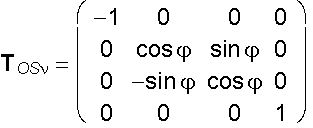 T_OSν =
−1 0 0 0
0 cosφ sinφ 0
0 −sinφ cosφ 0
0 0 0 1